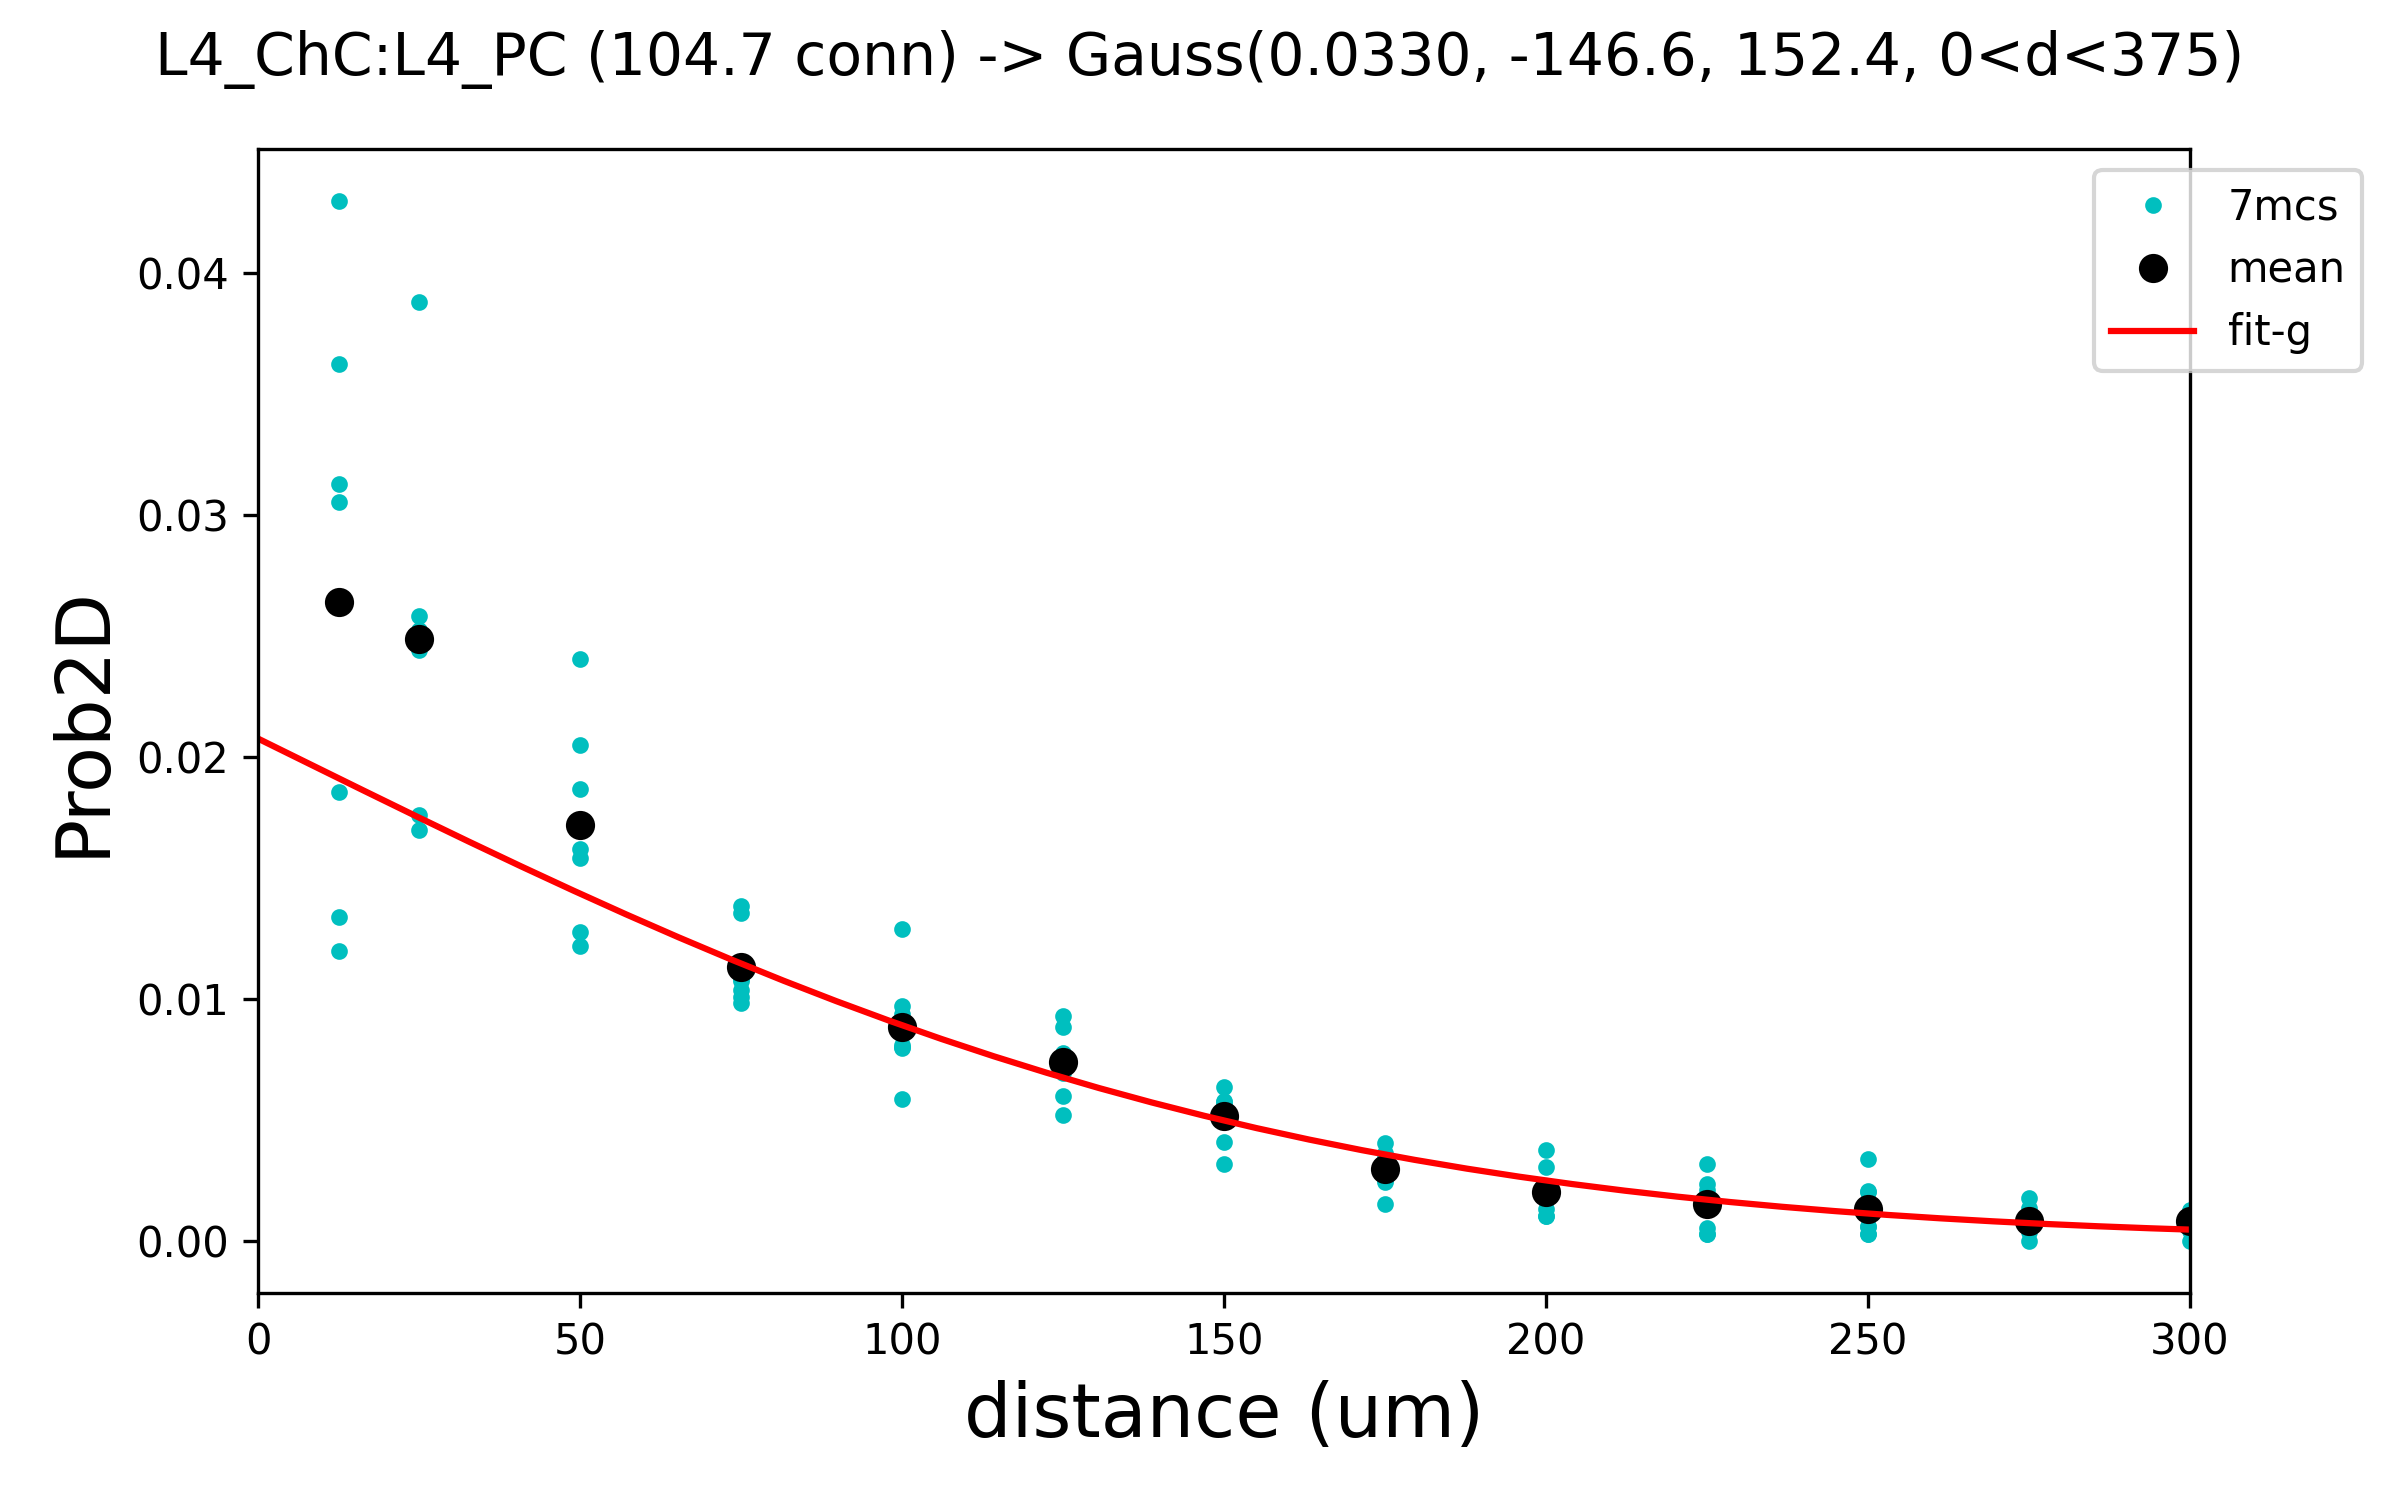 L4_ChC:L4_PC (104.7 conn) -> Gauss(0.0330, -146.6, 152.4, 0<d<375)
7mcs
mean
fit-g
0.04
0.03
0.02
0.01
0.00
Prob2D
0 50 100 150 200 250 300
distance (um)